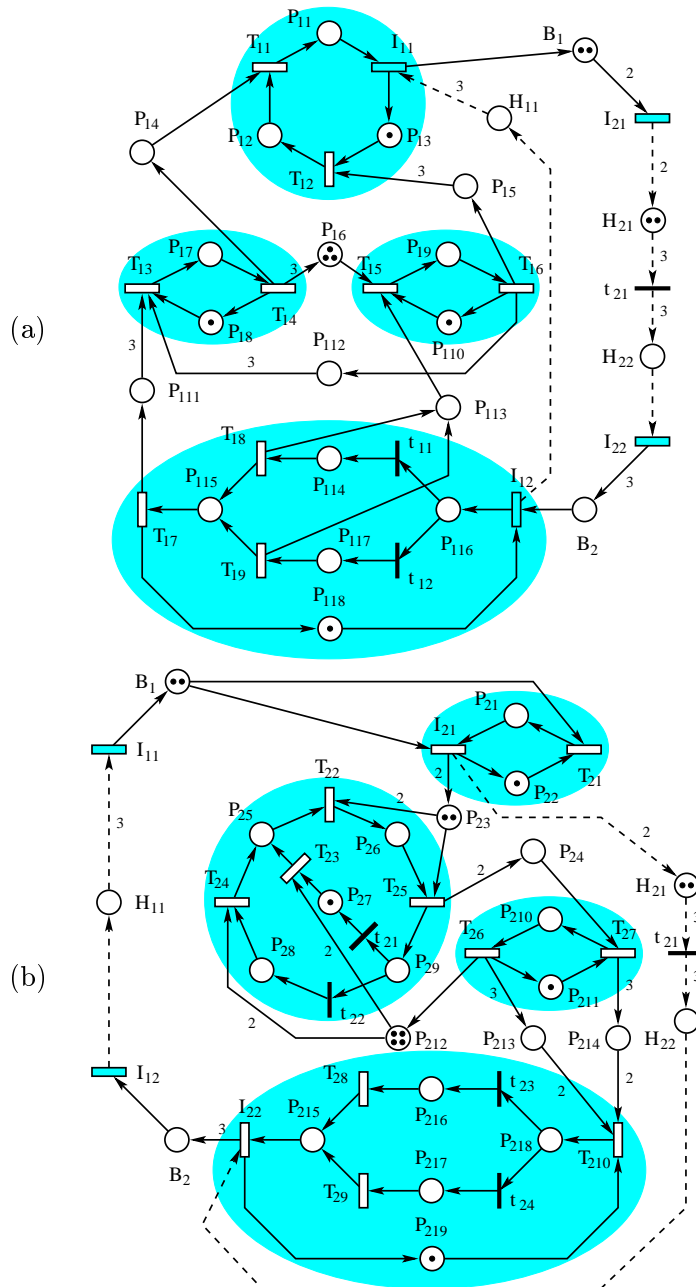 P11
T11
I11
B1
3
2
H11
P14
P12
P13
I21
T12
3
P15
2
P16
H21
P17
P19
T13
3
T15
T16
3
t21
(a)
P18
T14
P110
3
3
P112
H22
3
P111
P113
T18
t11
I22
P115
P114
I12
3
T17
P117
P116
B2
T19
t12
P118
B1
P21
I21
I11
T22
2
P22
T21
P25
2
P23
3
T23
P26
2
P24
T24
T25
2
H21
H11
P27
P210
T26
T27
3
P28
t21
t21
(b)
2
P29
P211
3
t22
3
3
2
P212
P213
P214
H22
I12
T28
t23
I22
P215
2
2
3
P216
B2
P217
P218
T210
T29
t24
P219